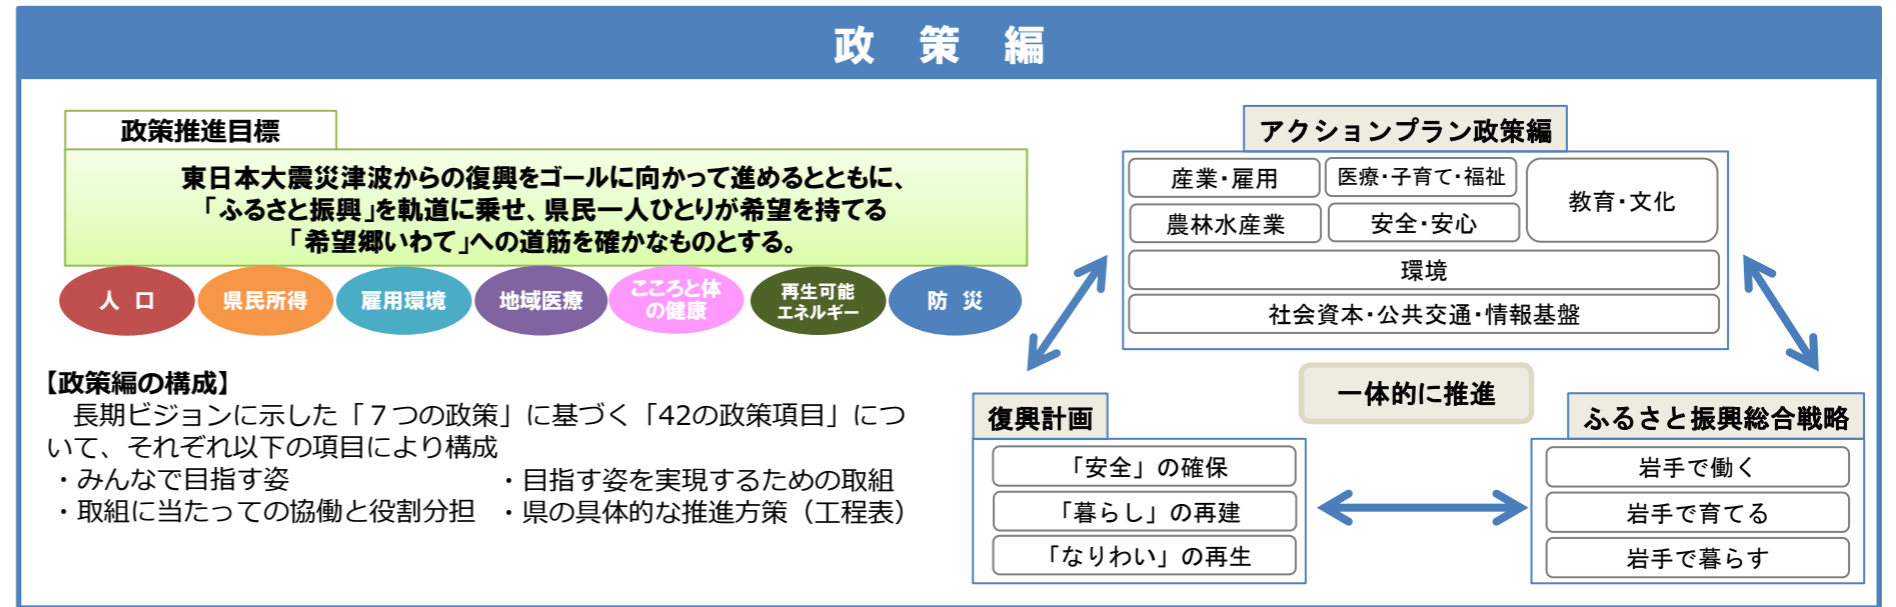 政 策 編
政策推進目標
東日本大震災津波からの復興をゴールに向かって進めるとともに、
「ふるさと振興」を軌道に乗せ、県民一人ひとりが希望を持てる
「希望郷いわて」への道筋を確かなものとする。
人 口
県民所得
雇用環境
地域医療
こころと体
の健康
再生可能
エネルギー
防 災
【政策編の構成】
長期ビジョンに示した「７つの政策」に基づく「42の政策項目」につ
いて、それぞれ以下の項目により構成
・みんなで目指す姿 ・目指す姿を実現するための取組
・取組に当たっての協働と役割分担 ・県の具体的な推進方策（工程表）
アクションプラン政策編
産業・雇用
医療・子育て・福祉
教育・文化
農林水産業
安全・安心
環境
社会資本・公共交通・情報基盤
一体的に推進
復興計画
「安全」の確保
「暮らし」の再建
「なりわい」の再生
ふるさと振興総合戦略
岩手で働く
岩手で育てる
岩手で暮らす